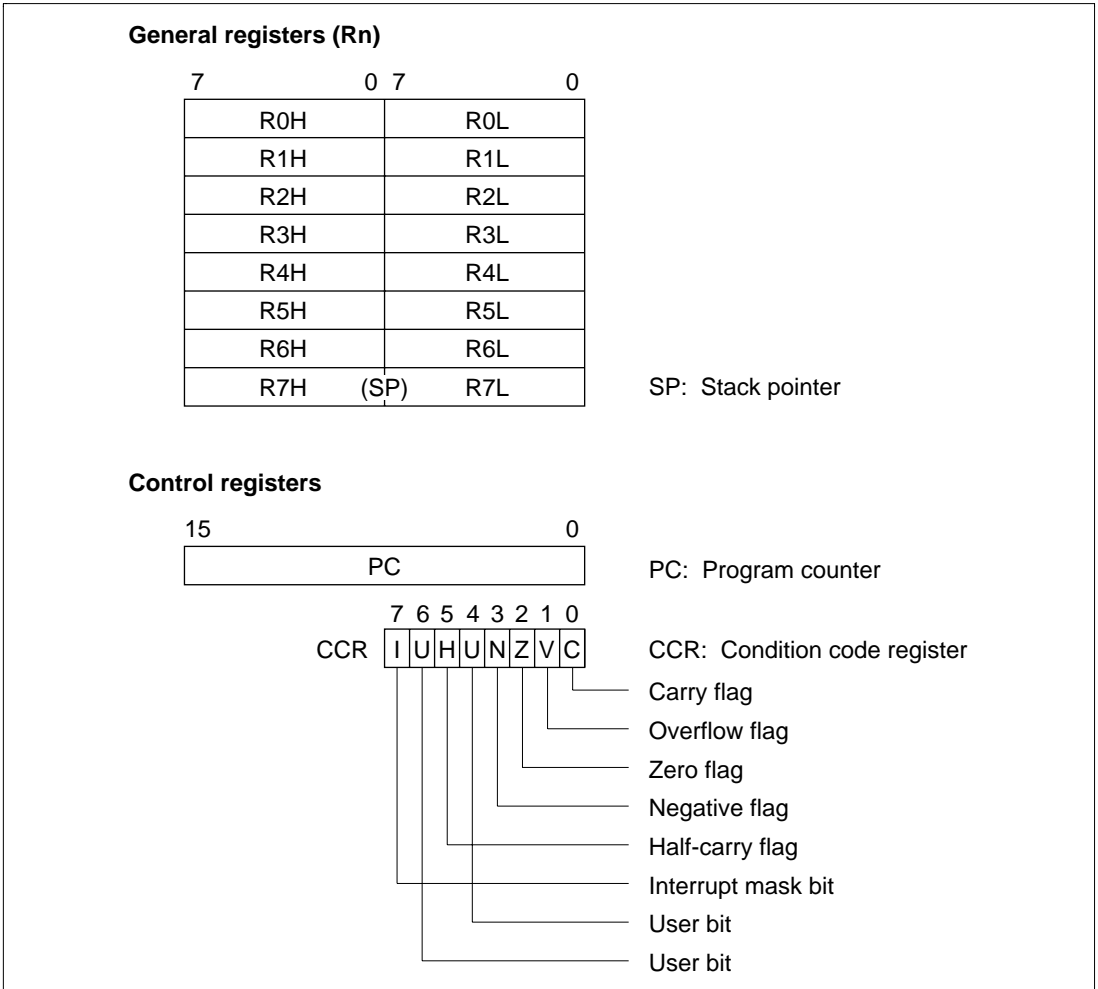 General registers (Rn)
7 0 7 0
R0H R0L
R1H R1L
R2H R2L
R3H R3L
R4H R4L
R5H R5L
R6H R6L
R7H (SP) R7L SP: Stack pointer
Control registers
15 0
PC PC: Program counter
7 6 5 4 3 2 1 0
CCR I U H U N Z V C CCR: Condition code register
Carry flag
Overflow flag
Zero flag
Negative flag
Half-carry flag
Interrupt mask bit
User bit
User bit